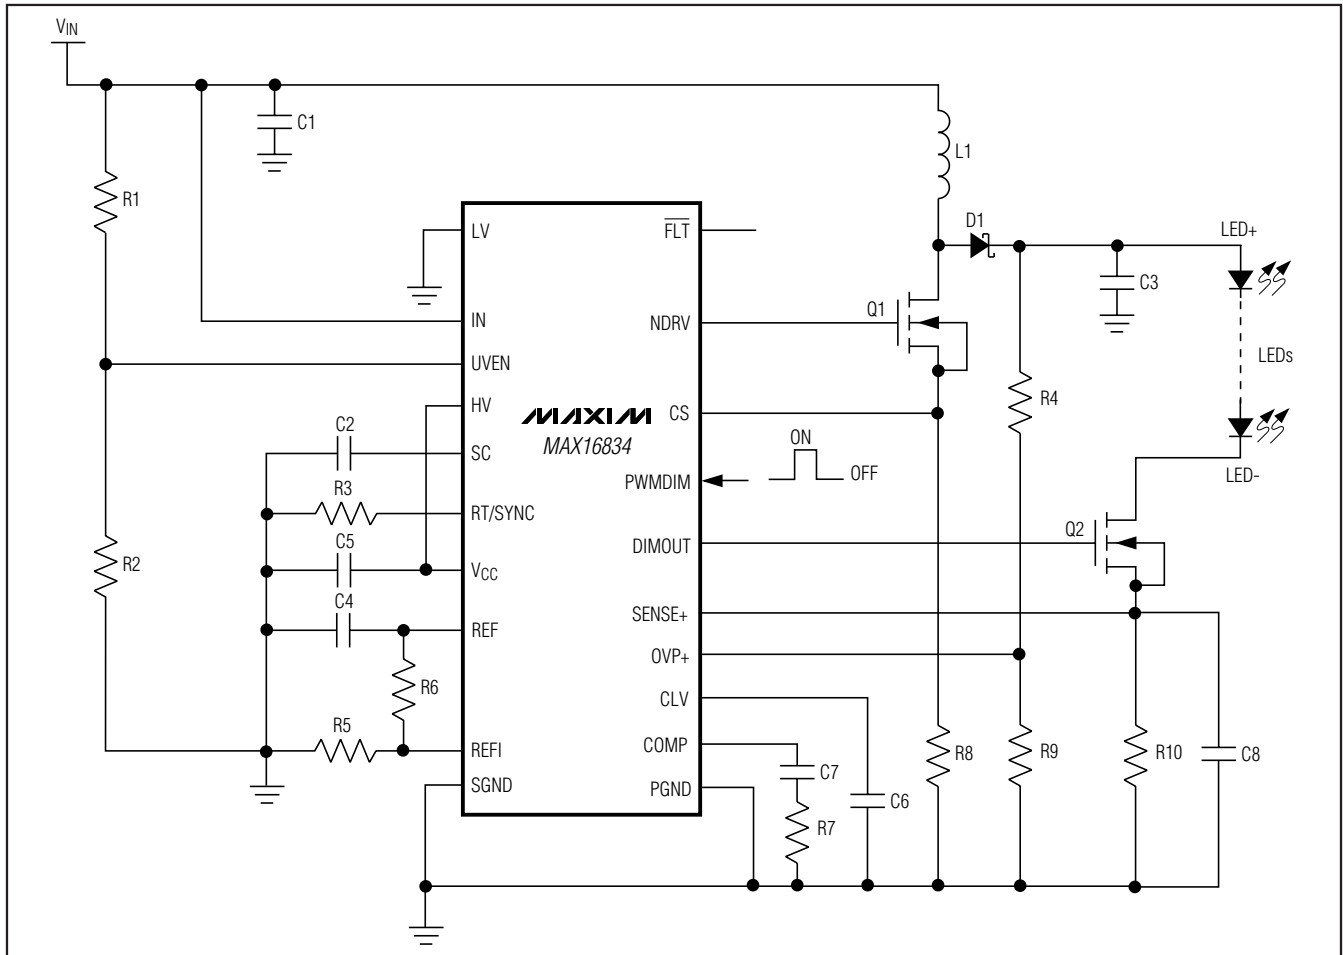 VIN
C1
L1
R1
D1
LED+
LV
FLT
C3
Q1
IN
NDRV
LEDs
UVEN
HV
MAXIM
CS
R4
MAX16834
C2
SC
ON
OFF
PWMDIM
LED-
R3
RT/SYNC
Q2
C5
DIMOUT
R2
VCC
C4
SENSE+
REF
OVP+
R6
CLV
R5
REFI
COMP
R8
R9
R10
C8
C7
SGND
PGND
C6
R7